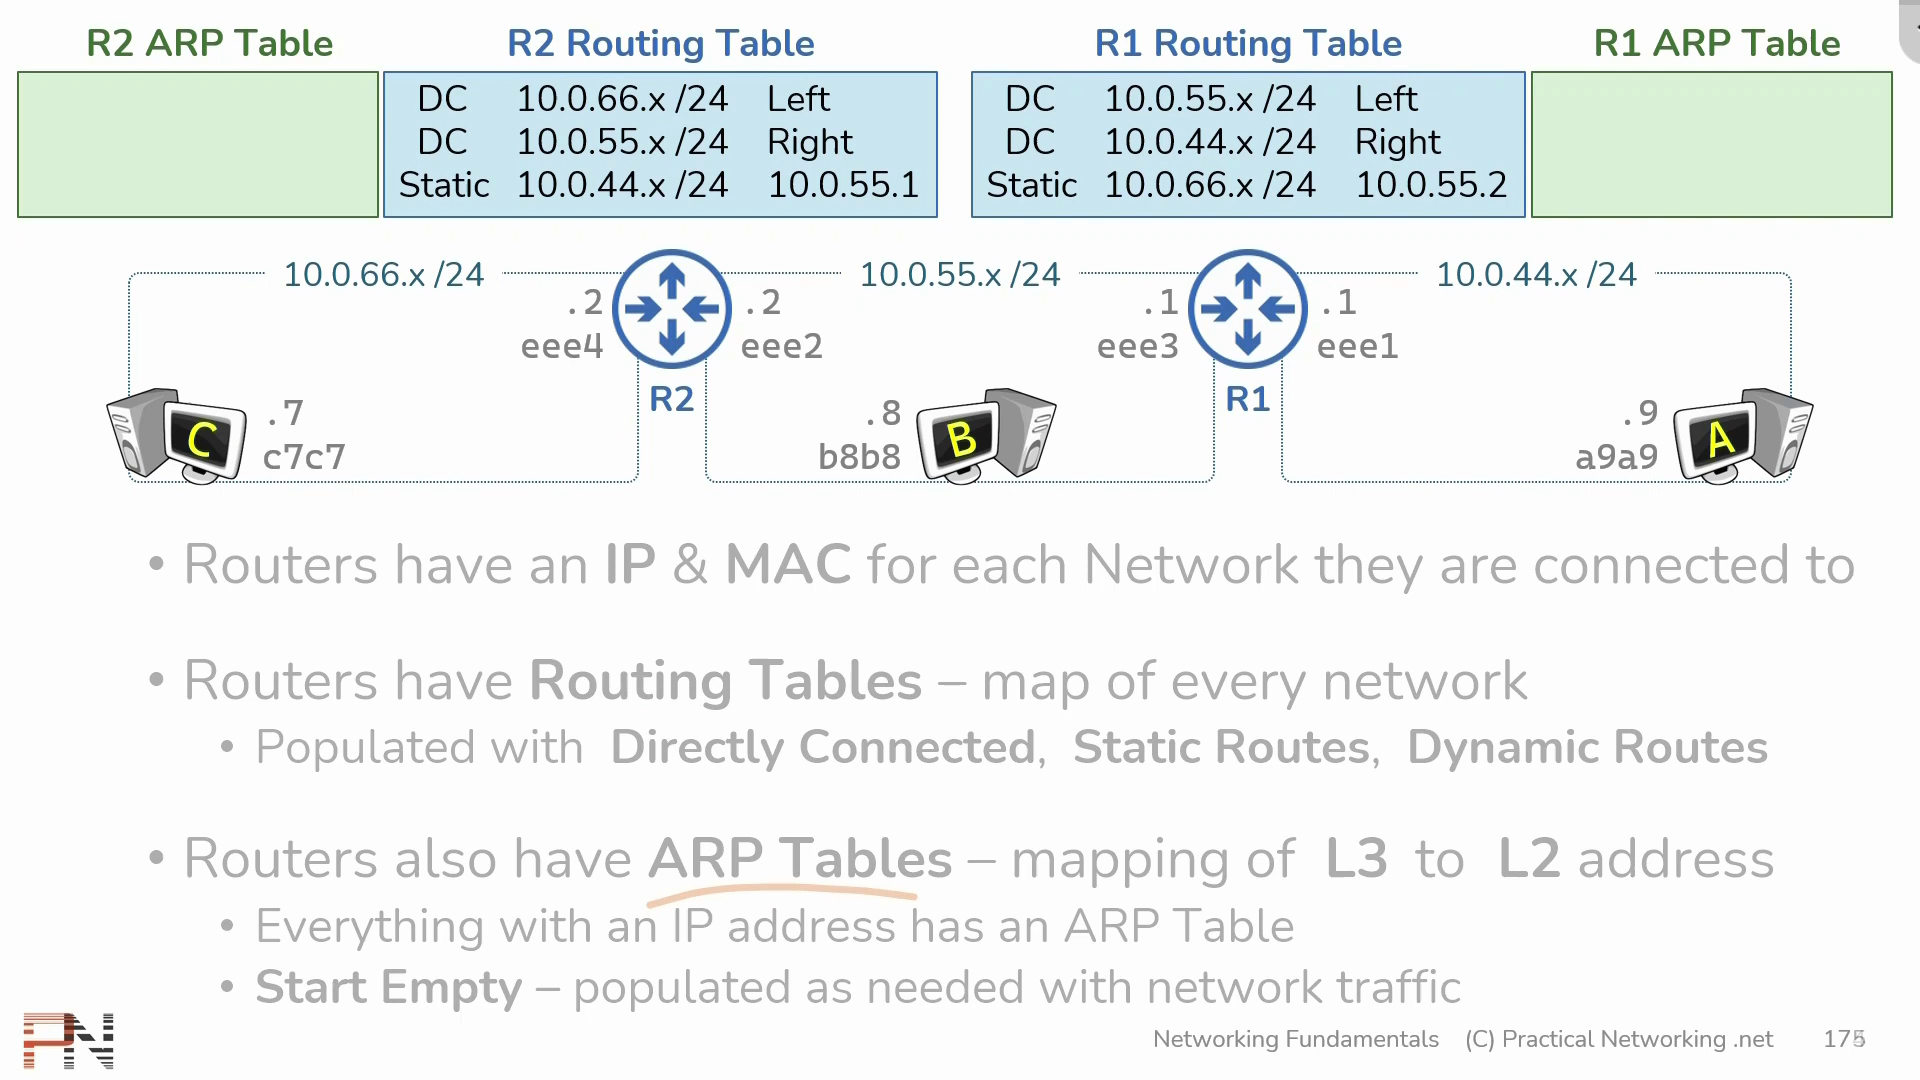 R2 ARP Table
R2 Routing Table
R1 Routing Table
R1 ARP Table
DC 10.0.66.x /24 Left
DC 10.0.55.x /24 Right
Static 10.0.44.x /24 10.0.55.1
DC 10.0.55.x /24 Left
DC 10.0.44.x /24 Right
Static 10.0.66.x /24 10.0.55.2
10.0.66.x /24
10.0.55.x /24
10.0.44.x /24
.2
eee4
.2
eee2
.1
eee3
.1
eee1
R2
R1
C
.7
c7c7
.8
b8b8
B
.9
a9a9
A
• Routers have an IP & MAC for each Network they are connected to
• Routers have Routing Tables – map of every network
• Populated with Directly Connected, Static Routes, Dynamic Routes
• Routers also have ARP Tables – mapping of L3 to L2 address
• Everything with an IP address has an ARP Table
• Start Empty – populated as needed with network traffic
PN
Networking Fundamentals (C) Practical Networking .net